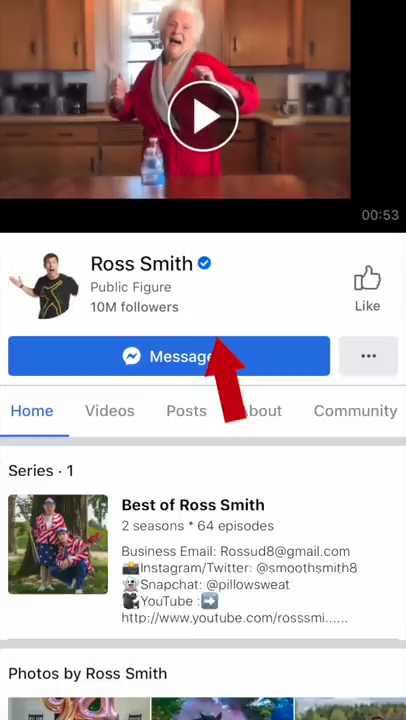 00:53
Ross Smith
Public Figure
10M followers
Like
Message
Home Videos Posts About Community
Series · 1
Best of Ross Smith
2 seasons * 64 episodes
Business Email: Rossud8@gmail.com
📸Instagram/Twitter: @smoothsmith8
👻Snapchat: @pillowsweat
🎥YouTube :➡️
http://www.youtube.com/rosssmi......
Photos by Ross Smith